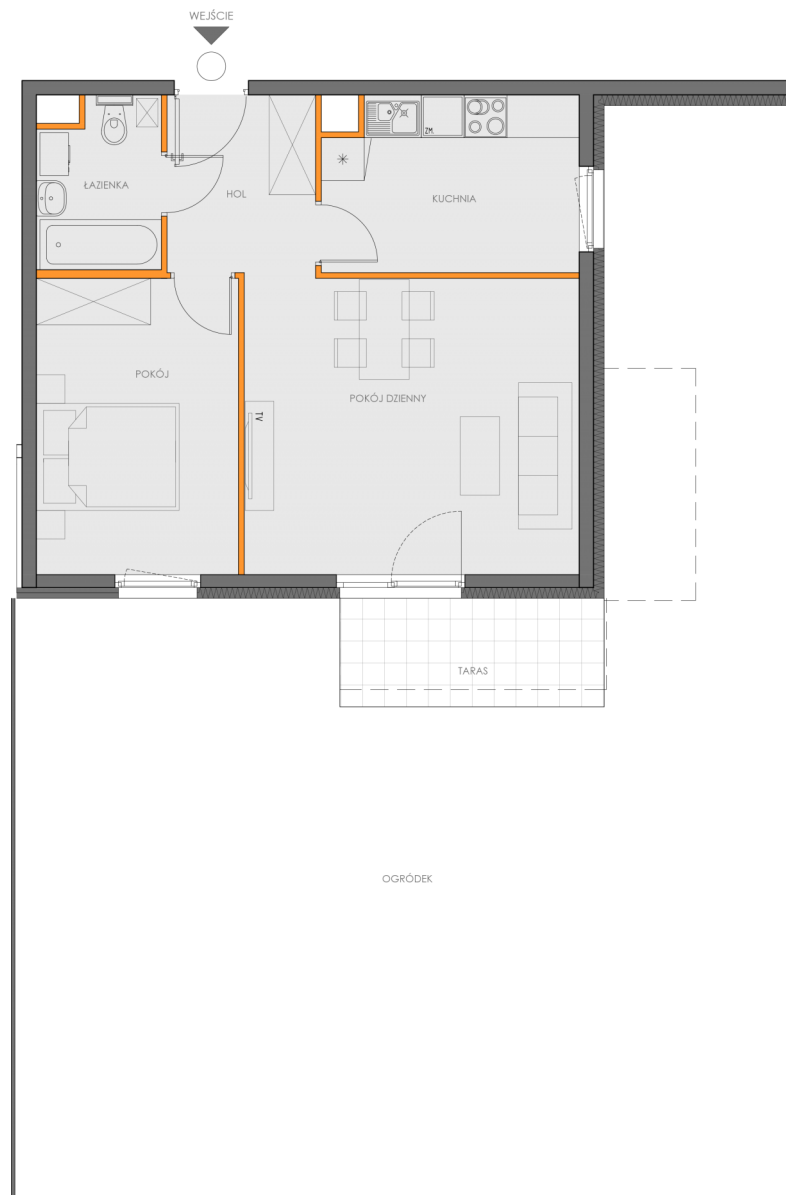 WEJŚCIE
ZM
ŁAZIENKA
HOL
KUCHNIA
POKÓJ
POKÓJ DZIENNY
TV
TARAS
OGRÓDEK